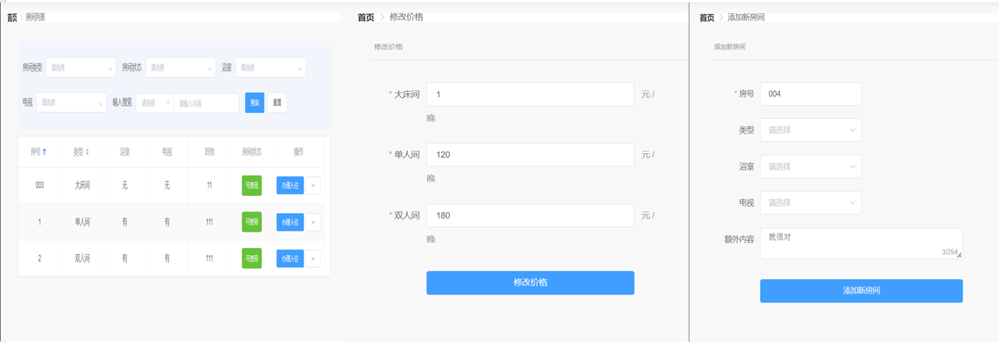 首页 房间列表
房间类型 请选择 房间状态 请选择 浴室 请选择
电视 请选择 输入搜索 请选择 请输入内容 查询 重置
房号 类型 浴室 电视 其他 房间状态 操作
003 大床间 无 无 11 可使用 办理入住
1 单人间 有 有 111 可使用 办理入住
2 双人间 有 有 111 可使用 办理入住
首页 修改价格
修改价格
* 大床间 1 元 /
晚
* 单人间 120 元 /
晚
* 双人间 180 元 /
晚
修改价格
首页 添加新房间
添加新房间
* 房号 004
类型 请选择
浴室 请选择
电视 请选择
额外内容 就很对
3/254
添加新房间